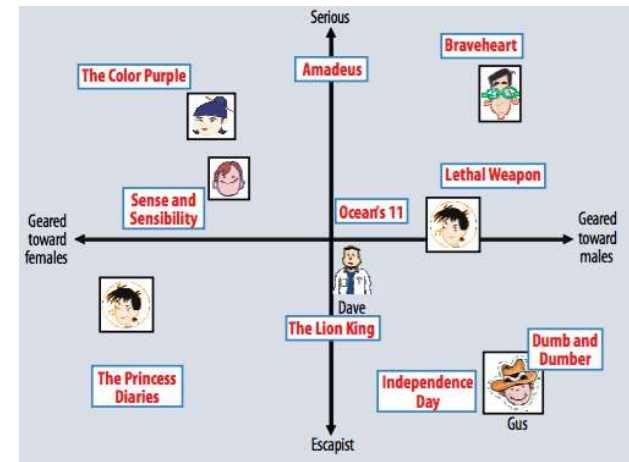 Serious
Braveheart
Amadeus
The Color Purple
Lethal Weapon
Sense and
Sensibility
Ocean's 11
Geared
toward
females
Geared
toward
males
Dave
The Lion King
Dumb and
Dumber
The Princess
Diaries
Independence
Day
Gus
Escapist